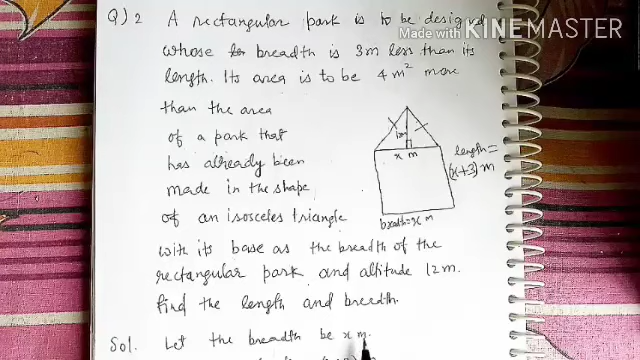 Made with KINEMASTER
Q) 2 A rectangular park is to be designed
whose breadth is 3m less than its
length. Its area is to be 4 m² more
than the area
of a park that
has already been
made in the shape
of an isosceles triangle
with its base as the breadth of the
rectangular park and altitude 12m.
find the length and breadth.
12m
x m
length =
(x+3) m
breadth = x m
Sol. Let the breadth be x m.